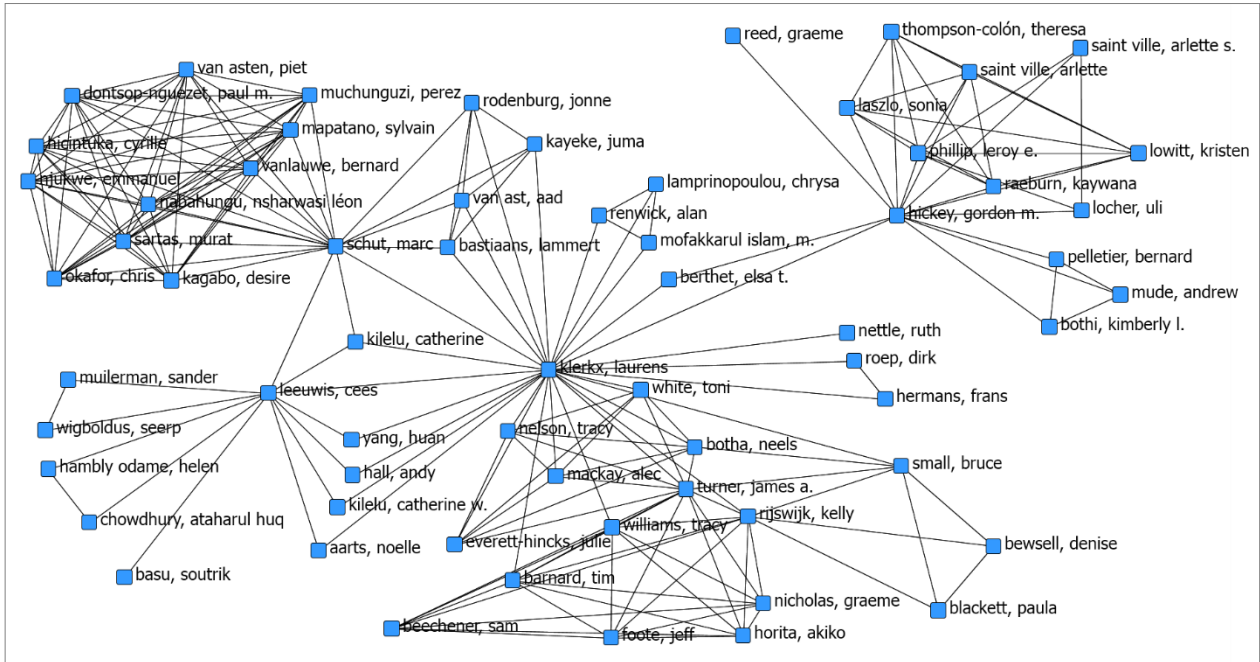 reed, graeme
thompson-colón, theresa
saint ville, arlette s.
saint ville, arlette
van asten, piet
dontsop-nguezet, paul m.
muchunguzi, perez
rodenburg, jonne
laszlo, sonia
mapatano, sylvain
hicintuka, cyrille
kayeke, juma
phillip, leroy e.
lowitt, kristen
vanlauwe, bernard
njukwe, emmanuel
lamprinopoulou, chrysa
raeburn, kaywana
nabahungu, nsharwasi léon
van ast, aad
renwick, alan
hickey, gordon m.
locher, uli
sartas, murat
schut, marc
bastiaans, lammert
mofakkarul islam, m.
pelletier, bernard
okafor, chris
kagabo, desire
berthet, elsa t.
mude, andrew
bothi, kimberly l.
nettle, ruth
kilelu, catherine
roep, dirk
klerkx, laurens
muilerman, sander
leeuwis, cees
white, toni
hermans, frans
wigboldus, seerp
nelson, tracy
yang, huan
botha, neels
hambly odame, helen
hall, andy
mackay, alec
small, bruce
turner, james a.
kilelu, catherine w.
chowdhury, ataharul huq
williams, tracy
rijswijk, kelly
aarts, noelle
everett-hincks, julie
bewsell, denise
basu, soutrik
barnard, tim
nicholas, graeme
blackett, paula
beechener, sam
foote, jeff
horita, akiko